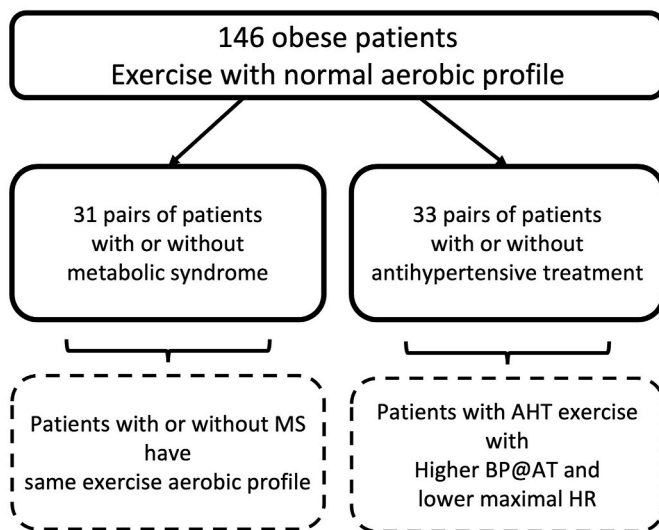 146 obese patients
Exercise with normal aerobic profile
31 pairs of patients
with or without
metabolic syndrome
33 pairs of patients
with or without
antihypertensive treatment
Patients with or without MS
have
same exercise aerobic profile
Patients with AHT exercise
with
Higher BP@AT and
lower maximal HR